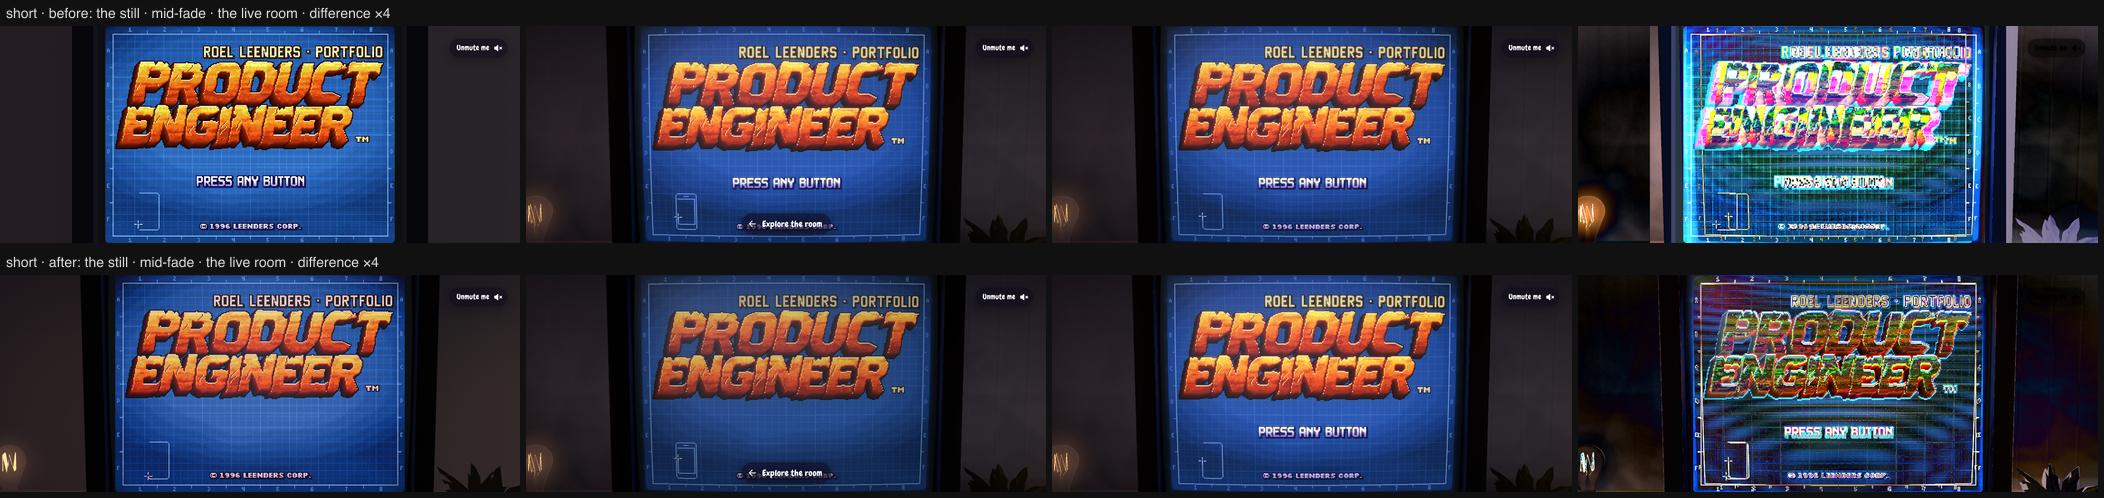 short · before: the still · mid-fade · the live room · difference ×4
ROEL LEENDERS · PORTFOLIO
PRODUCT
ENGINEER
TM
PRESS ANY BUTTON
© 1996 LEENDERS CORP.
Unmute me
ROEL LEENDERS · PORTFOLIO
PRODUCT
ENGINEER
TM
PRESS ANY BUTTON
← Explore the room
Unmute me
ROEL LEENDERS · PORTFOLIO
PRODUCT
ENGINEER
TM
PRESS ANY BUTTON
© 1996 LEENDERS CORP.
Unmute me
PRODUCT
ENGINEER
Unmute me
short · after: the still · mid-fade · the live room · difference ×4
ROEL LEENDERS · PORTFOLIO
PRODUCT
ENGINEER
TM
© 1996 LEENDERS CORP.
Unmute me
ROEL LEENDERS · PORTFOLIO
PRODUCT
ENGINEER
TM
← Explore the room
Unmute me
ROEL LEENDERS · PORTFOLIO
PRODUCT
ENGINEER
TM
PRESS ANY BUTTON
© 1996 LEENDERS CORP.
Unmute me
ROEL LEENDERS · PORTFOLIO
PRODUCT
ENGINEER
PRESS ANY BUTTON
© 1996 LEENDERS CORP.